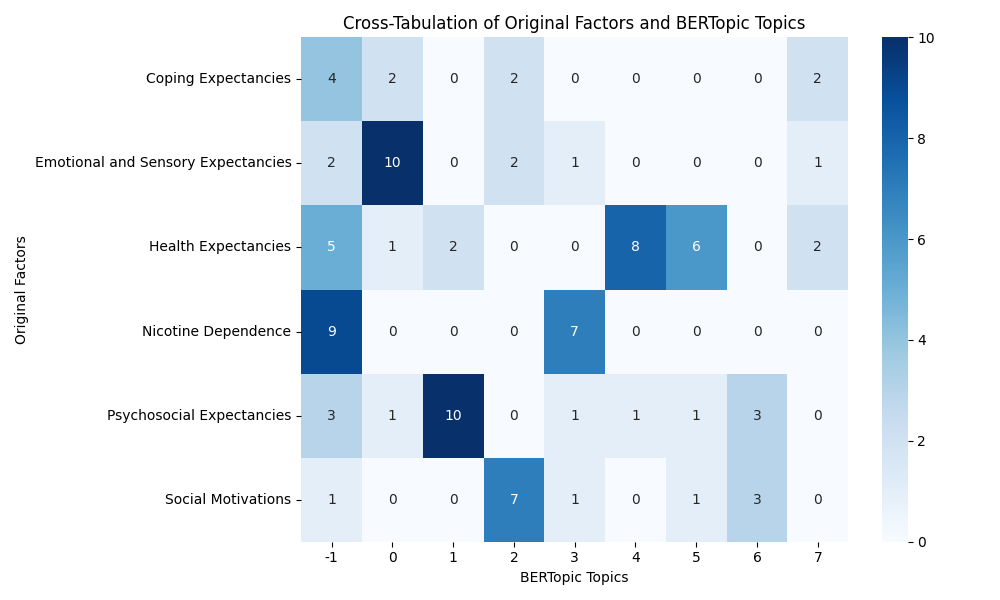 Cross-Tabulation of Original Factors and BERTopic Topics
Original Factors
Coping Expectancies 4 2 0 2 0 0 0 0 2
Emotional and Sensory Expectancies 2 10 0 2 1 0 0 0 1
Health Expectancies 5 1 2 0 0 8 6 0 2
Nicotine Dependence 9 0 0 0 7 0 0 0 0
Psychosocial Expectancies 3 1 10 0 1 1 1 3 0
Social Motivations 1 0 0 7 1 0 1 3 0
-1 0 1 2 3 4 5 6 7
BERTopic Topics
10
8
6
4
2
0